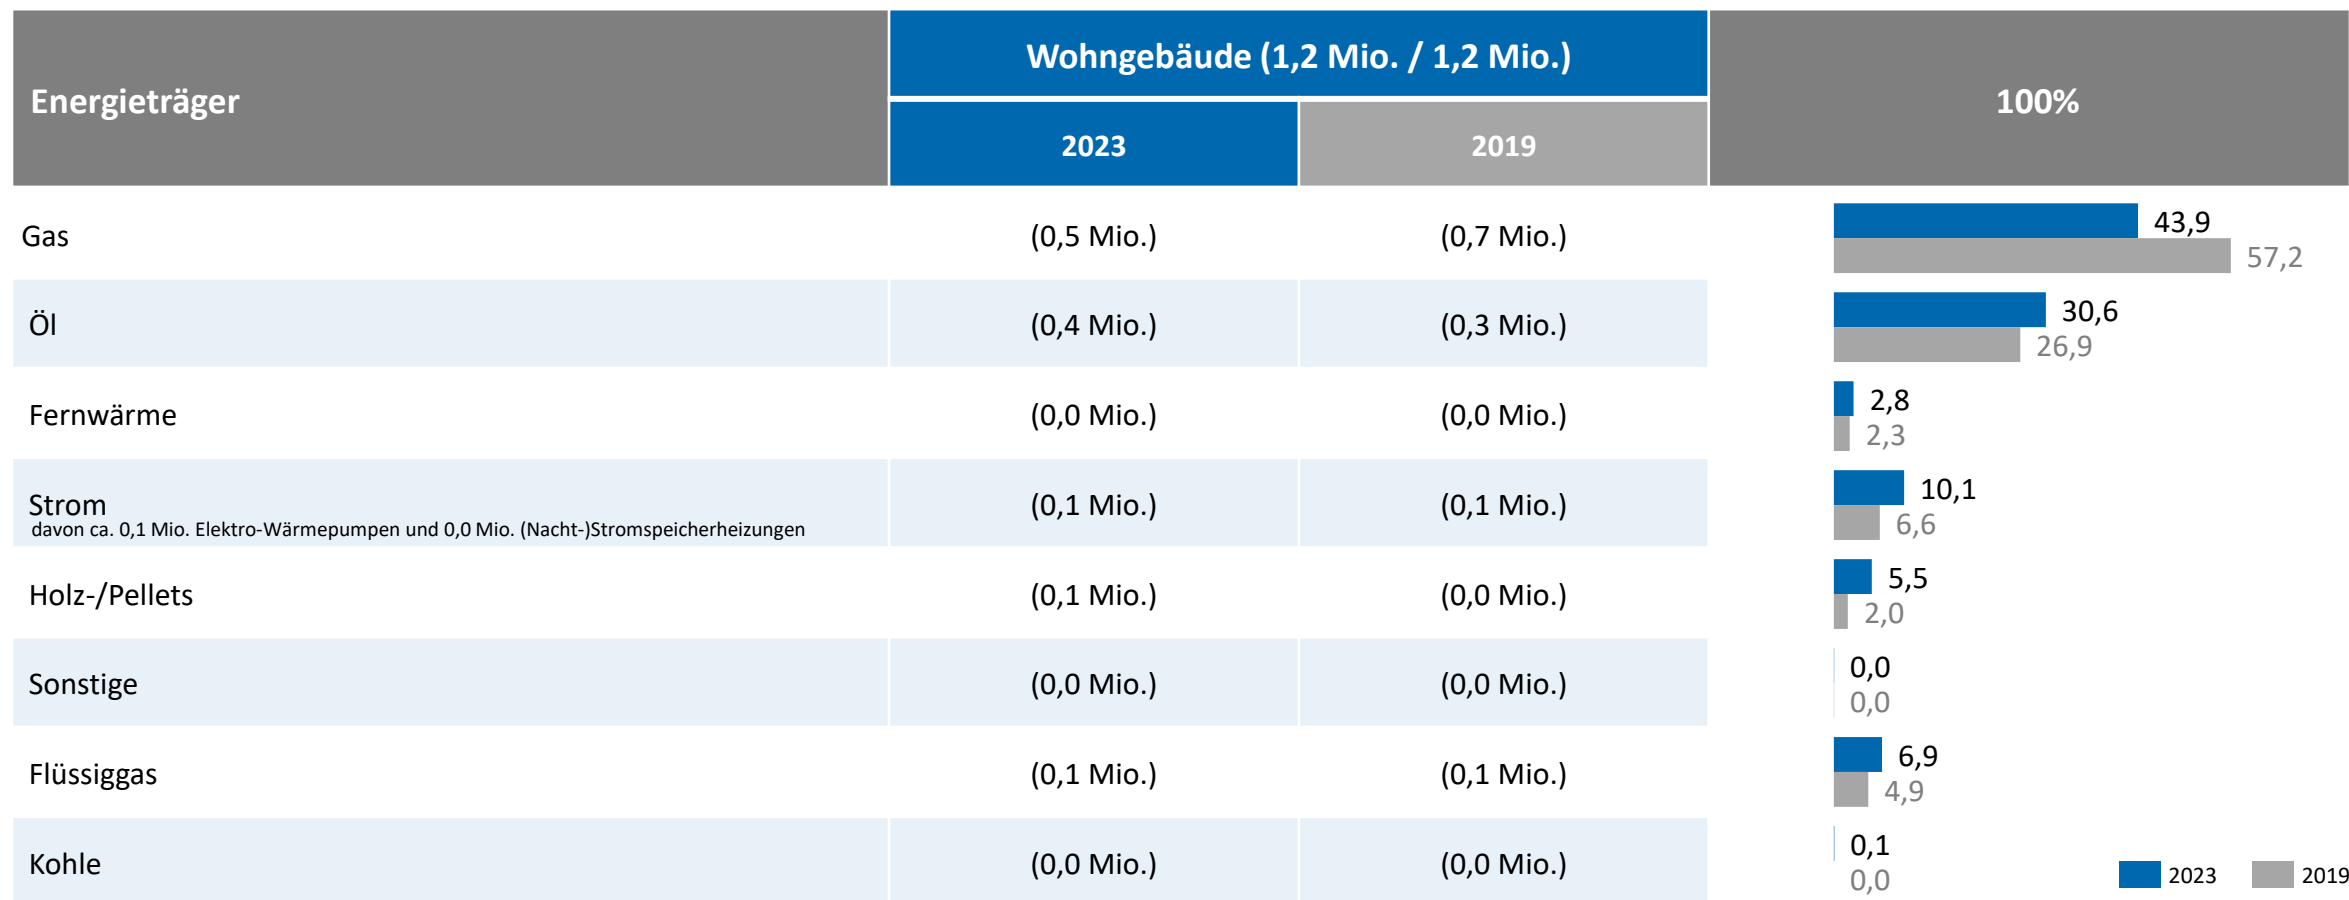 Energieträger
Wohngebäude (1,2 Mio. / 1,2 Mio.)
100%
2023
2019
Gas
(0,5 Mio.)
(0,7 Mio.)
43,9
57,2
Öl
(0,4 Mio.)
(0,3 Mio.)
30,6
26,9
Fernwärme
(0,0 Mio.)
(0,0 Mio.)
2,8
2,3
Strom
davon ca. 0,1 Mio. Elektro-Wärmepumpen und 0,0 Mio. (Nacht-)Stromspeicherheizungen
(0,1 Mio.)
(0,1 Mio.)
10,1
6,6
Holz-/Pellets
(0,1 Mio.)
(0,0 Mio.)
5,5
2,0
Sonstige
(0,0 Mio.)
(0,0 Mio.)
0,0
0,0
Flüssiggas
(0,1 Mio.)
(0,1 Mio.)
6,9
4,9
Kohle
(0,0 Mio.)
(0,0 Mio.)
0,1
0,0
2023
2019